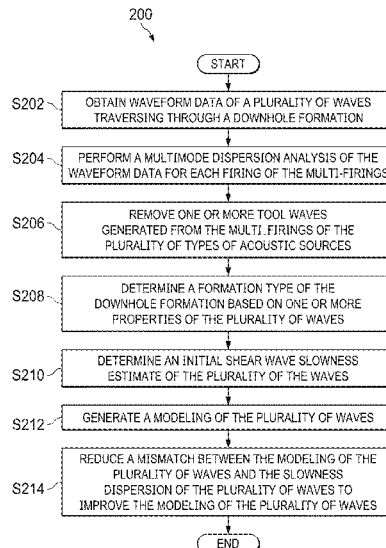 200
START
S202
OBTAIN WAVEFORM DATA OF A PLURALITY OF WAVES
TRAVERSING THROUGH A DOWNHOLE FORMATION
S204
PERFORM A MULTIMODE DISPERSION ANALYSIS OF THE
WAVEFORM DATA FOR EACH FIRING OF THE MULTI-FIRINGS
S206
REMOVE ONE OR MORE TOOL WAVES
GENERATED FROM THE MULTI-FIRINGS OF THE
PLURALITY OF TYPES OF ACOUSTIC SOURCES
S208
DETERMINE A FORMATION TYPE OF THE
DOWNHOLE FORMATION BASED ON ONE OR MORE
PROPERTIES OF THE PLURALITY OF WAVES
S210
DETERMINE AN INITIAL SHEAR WAVE SLOWNESS
ESTIMATE OF THE PLURALITY OF THE WAVES
S212
GENERATE A MODELING OF THE PLURALITY OF WAVES
S214
REDUCE A MISMATCH BETWEEN THE MODELING OF THE
PLURALITY OF WAVES AND THE SLOWNESS
DISPERSION OF THE PLURALITY OF WAVES TO
IMPROVE THE MODELING OF THE PLURALITY OF WAVES
END